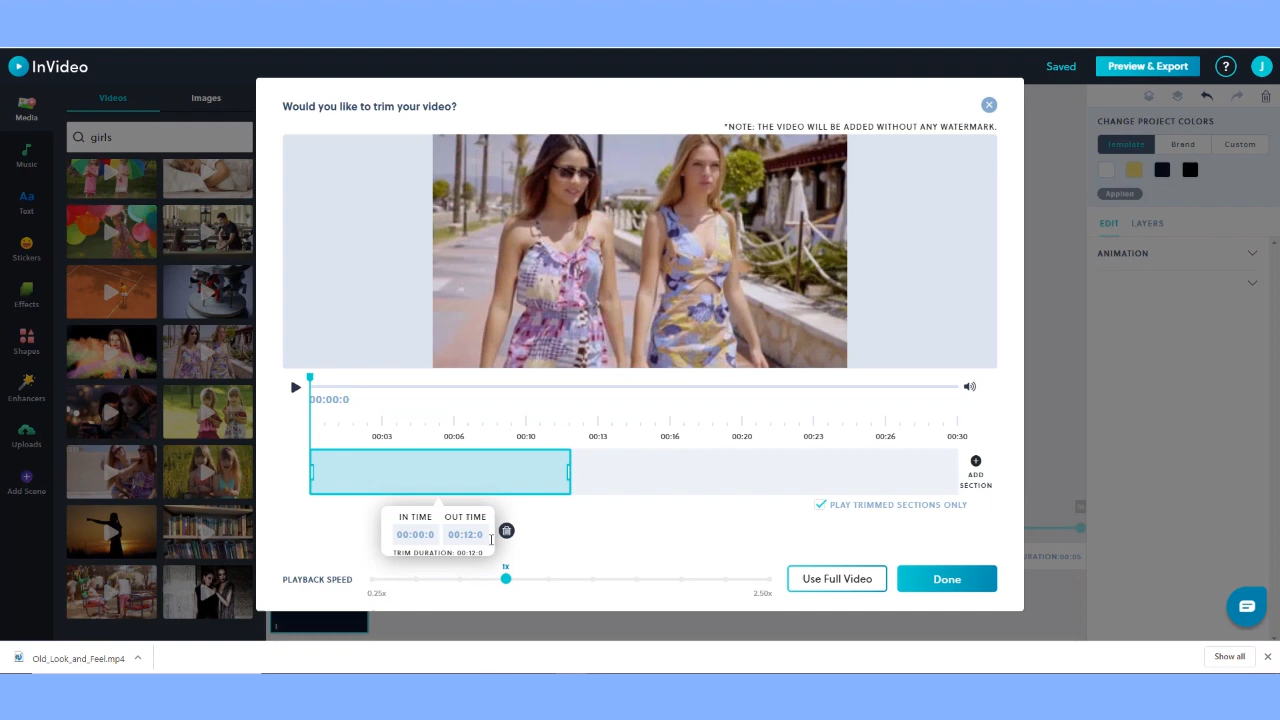 InVideo
Saved
Preview & Export
?
J
Media
Music
Aa
Text
Stickers
Effects
Shapes
Enhancers
Uploads
Add Scene
Videos
Images
girls
Would you like to trim your video?
*NOTE: THE VIDEO WILL BE ADDED WITHOUT ANY WATERMARK.
00:00:0
00:03
00:06
00:10
00:13
00:16
00:20
00:23
00:26
00:30
ADD
SECTION
PLAY TRIMMED SECTIONS ONLY
IN TIME
OUT TIME
00:00:0
00:12:0
TRIM DURATION: 00:12:0
PLAYBACK SPEED
1x
0.25x
2.50x
Use Full Video
Done
CHANGE PROJECT COLORS
Template
Brand
Custom
Applied
EDIT
LAYERS
ANIMATION
URATION:00:05
1
Old_Look_and_Feel.mp4
Show all